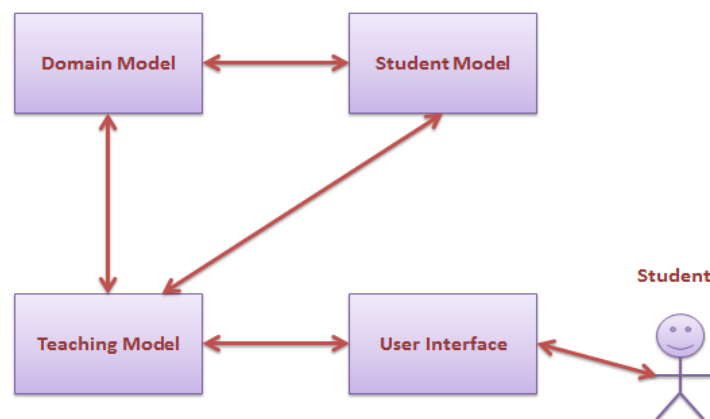 Domain Model
Student Model
Student
Teaching Model
User Interface